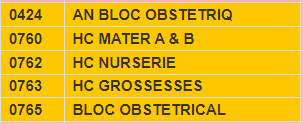 0424 AN BLOC OBSTETRIQ
0760 HC MATER A & B
0762 HC NURSERIE
0763 HC GROSSESSES
0765 BLOC OBSTETRICAL